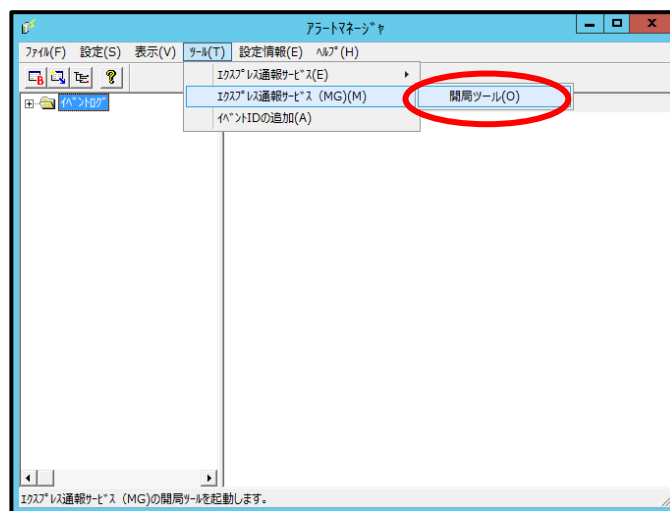 アラートマネージャ
ﾌｧｲﾙ(F) 設定(S) 表示(V) ﾂｰﾙ(T) 設定情報(E) ﾍﾙﾌﾟ(H)
ｴｸｽﾌﾟﾚｽ通報ｻｰﾋﾞｽ(E)
ｴｸｽﾌﾟﾚｽ通報ｻｰﾋﾞｽ（MG)(M) 開局ツール(O)
ｲﾍﾞﾝﾄIDの追加(A)
ｲﾍﾞﾝﾄﾛｸﾞ
ｴｸｽﾌﾟﾚｽ通報ｻｰﾋﾞｽ（MG)の開局ﾂｰﾙを起動します。